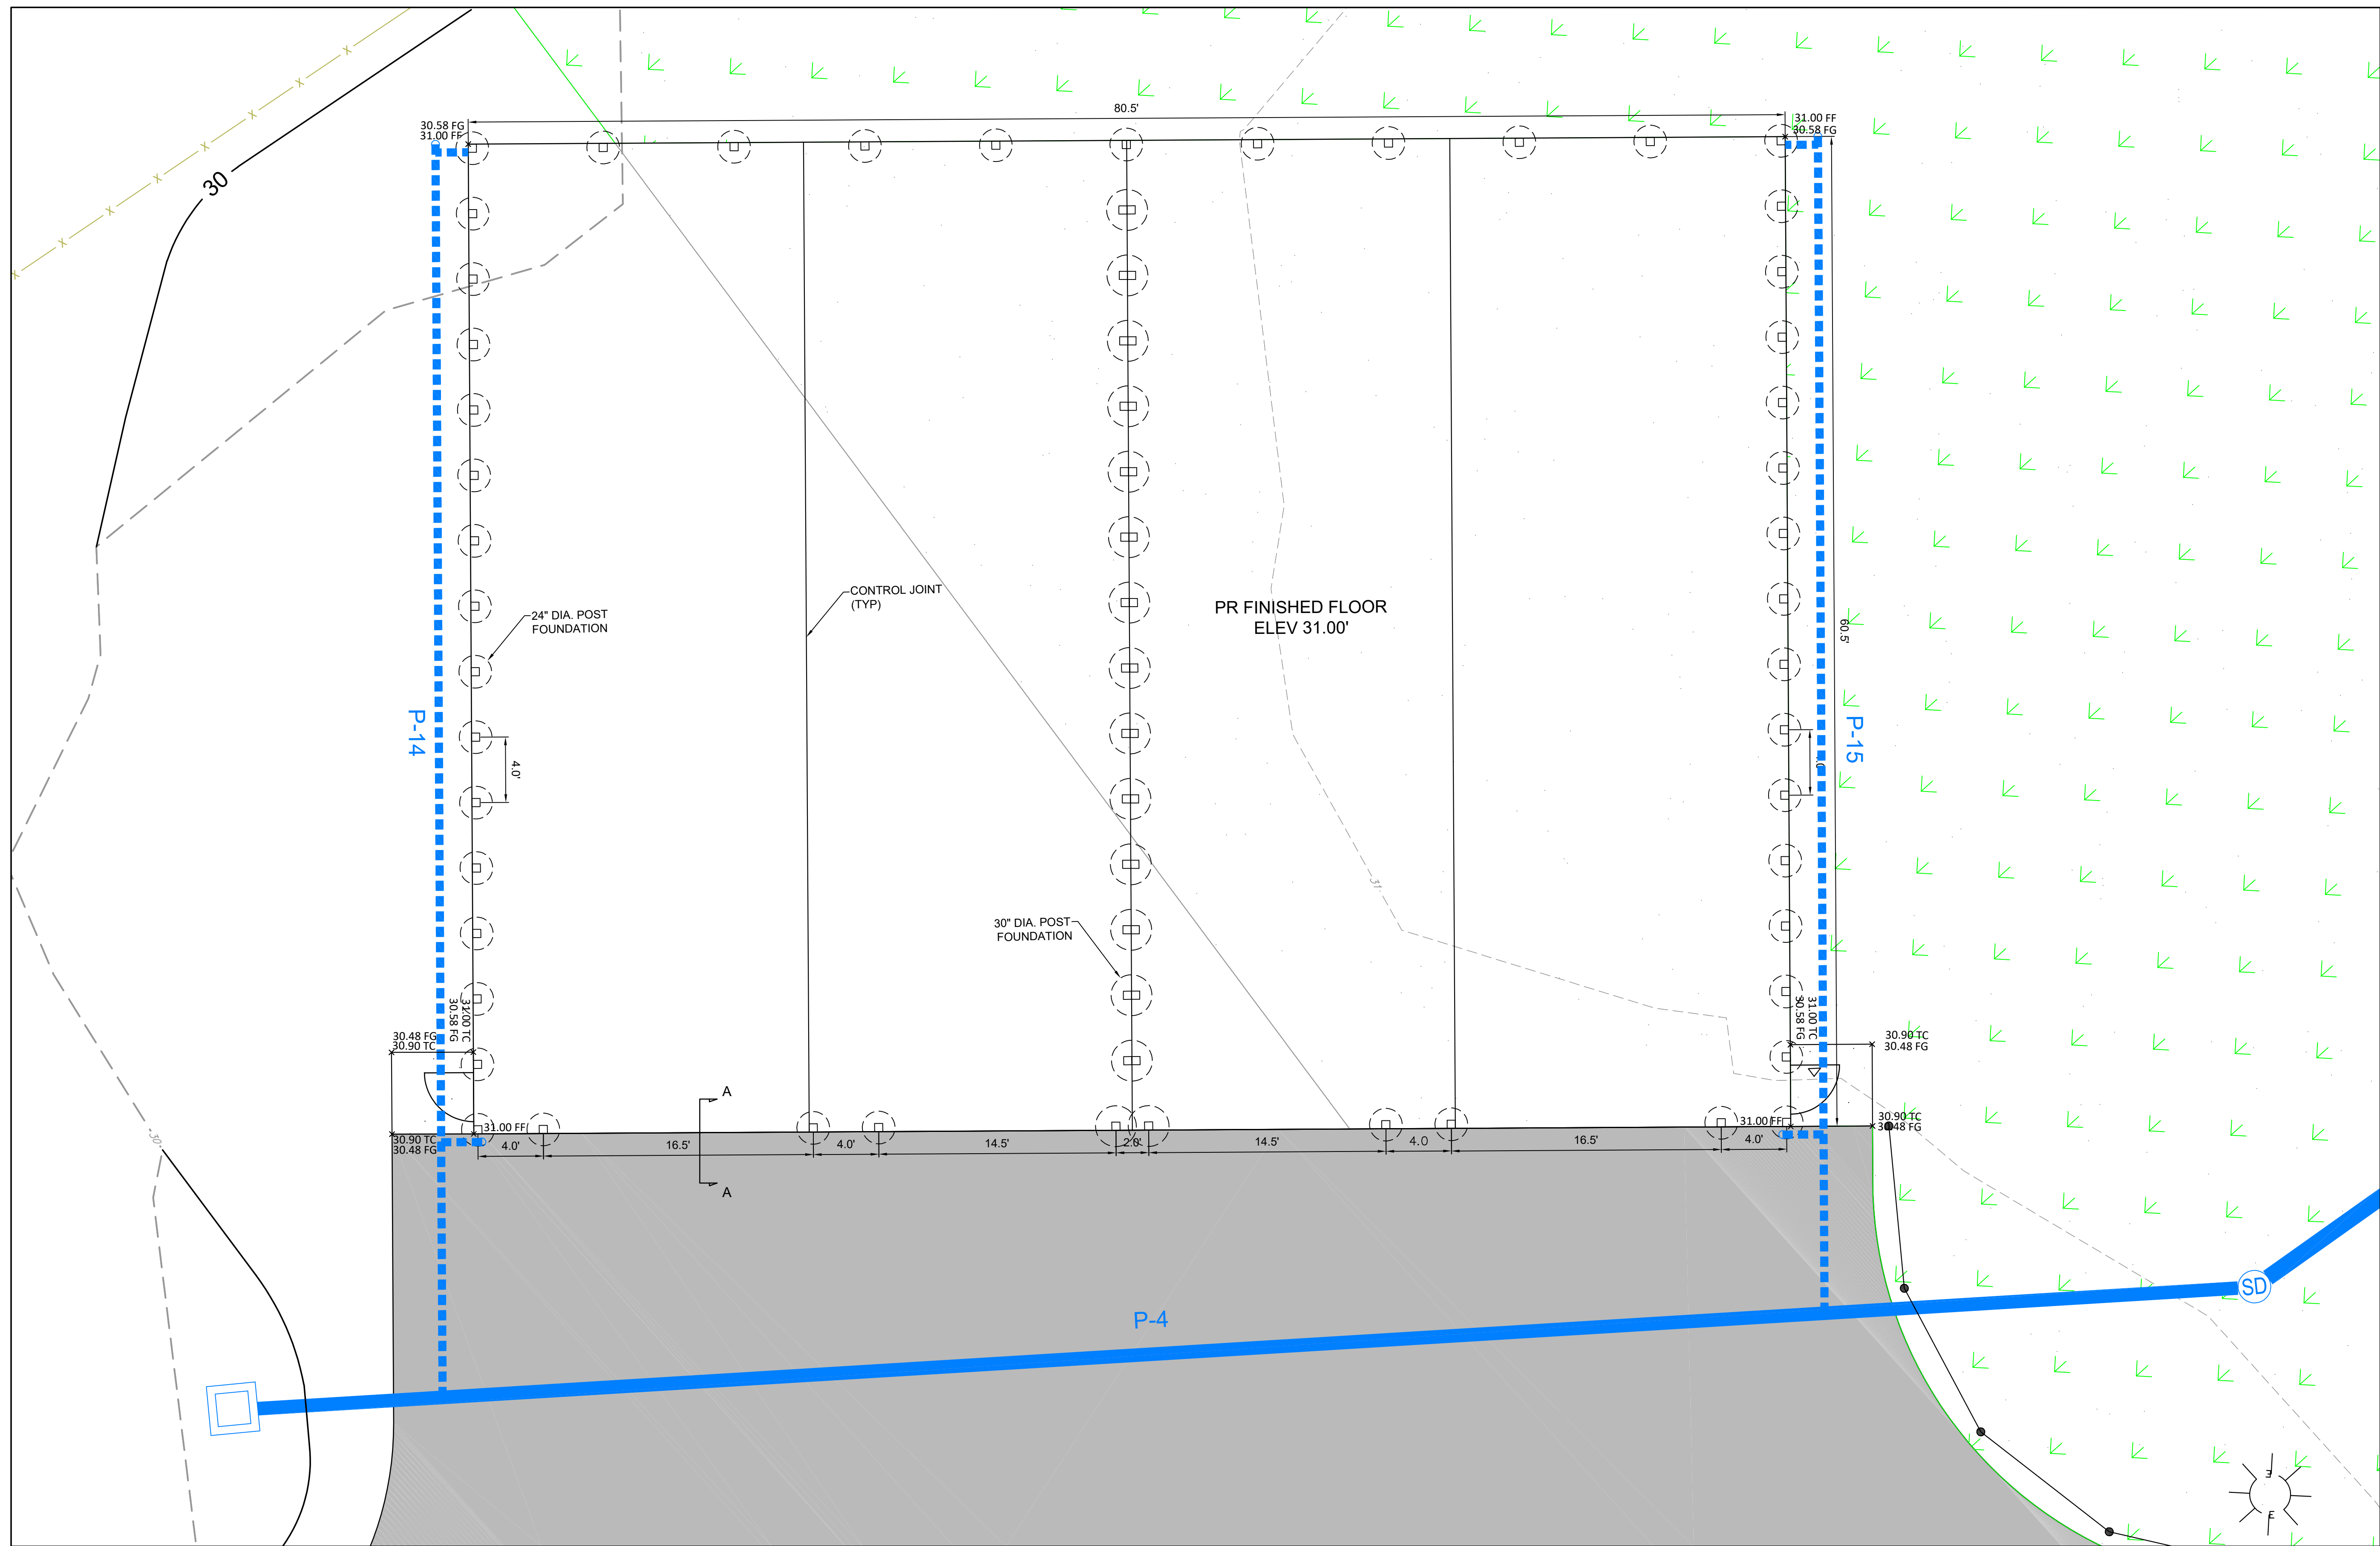 80.5'
30.58 FG
31.00 FF
31.00 FF
30.58 FG
30
CONTROL JOINT
(TYP)
24" DIA. POST
FOUNDATION
PR FINISHED FLOOR
ELEV 31.00'
60.5'
P-14
P-15
4.0'
31
30" DIA. POST
FOUNDATION
31.00 TC
30.58 FG
31.00 TC
30.58 FG
30.48 FG
30.90 TC
30.90 TC
30.48 FG
A
31.00 FF
31.00 FF
30.90 TC
30.48 FG
30.90 TC
30.48 FG
4.0'
16.5'
4.0'
14.5'
2.0'
14.5'
4.0
16.5'
4.0'
30
A
SD
P-4
E
E